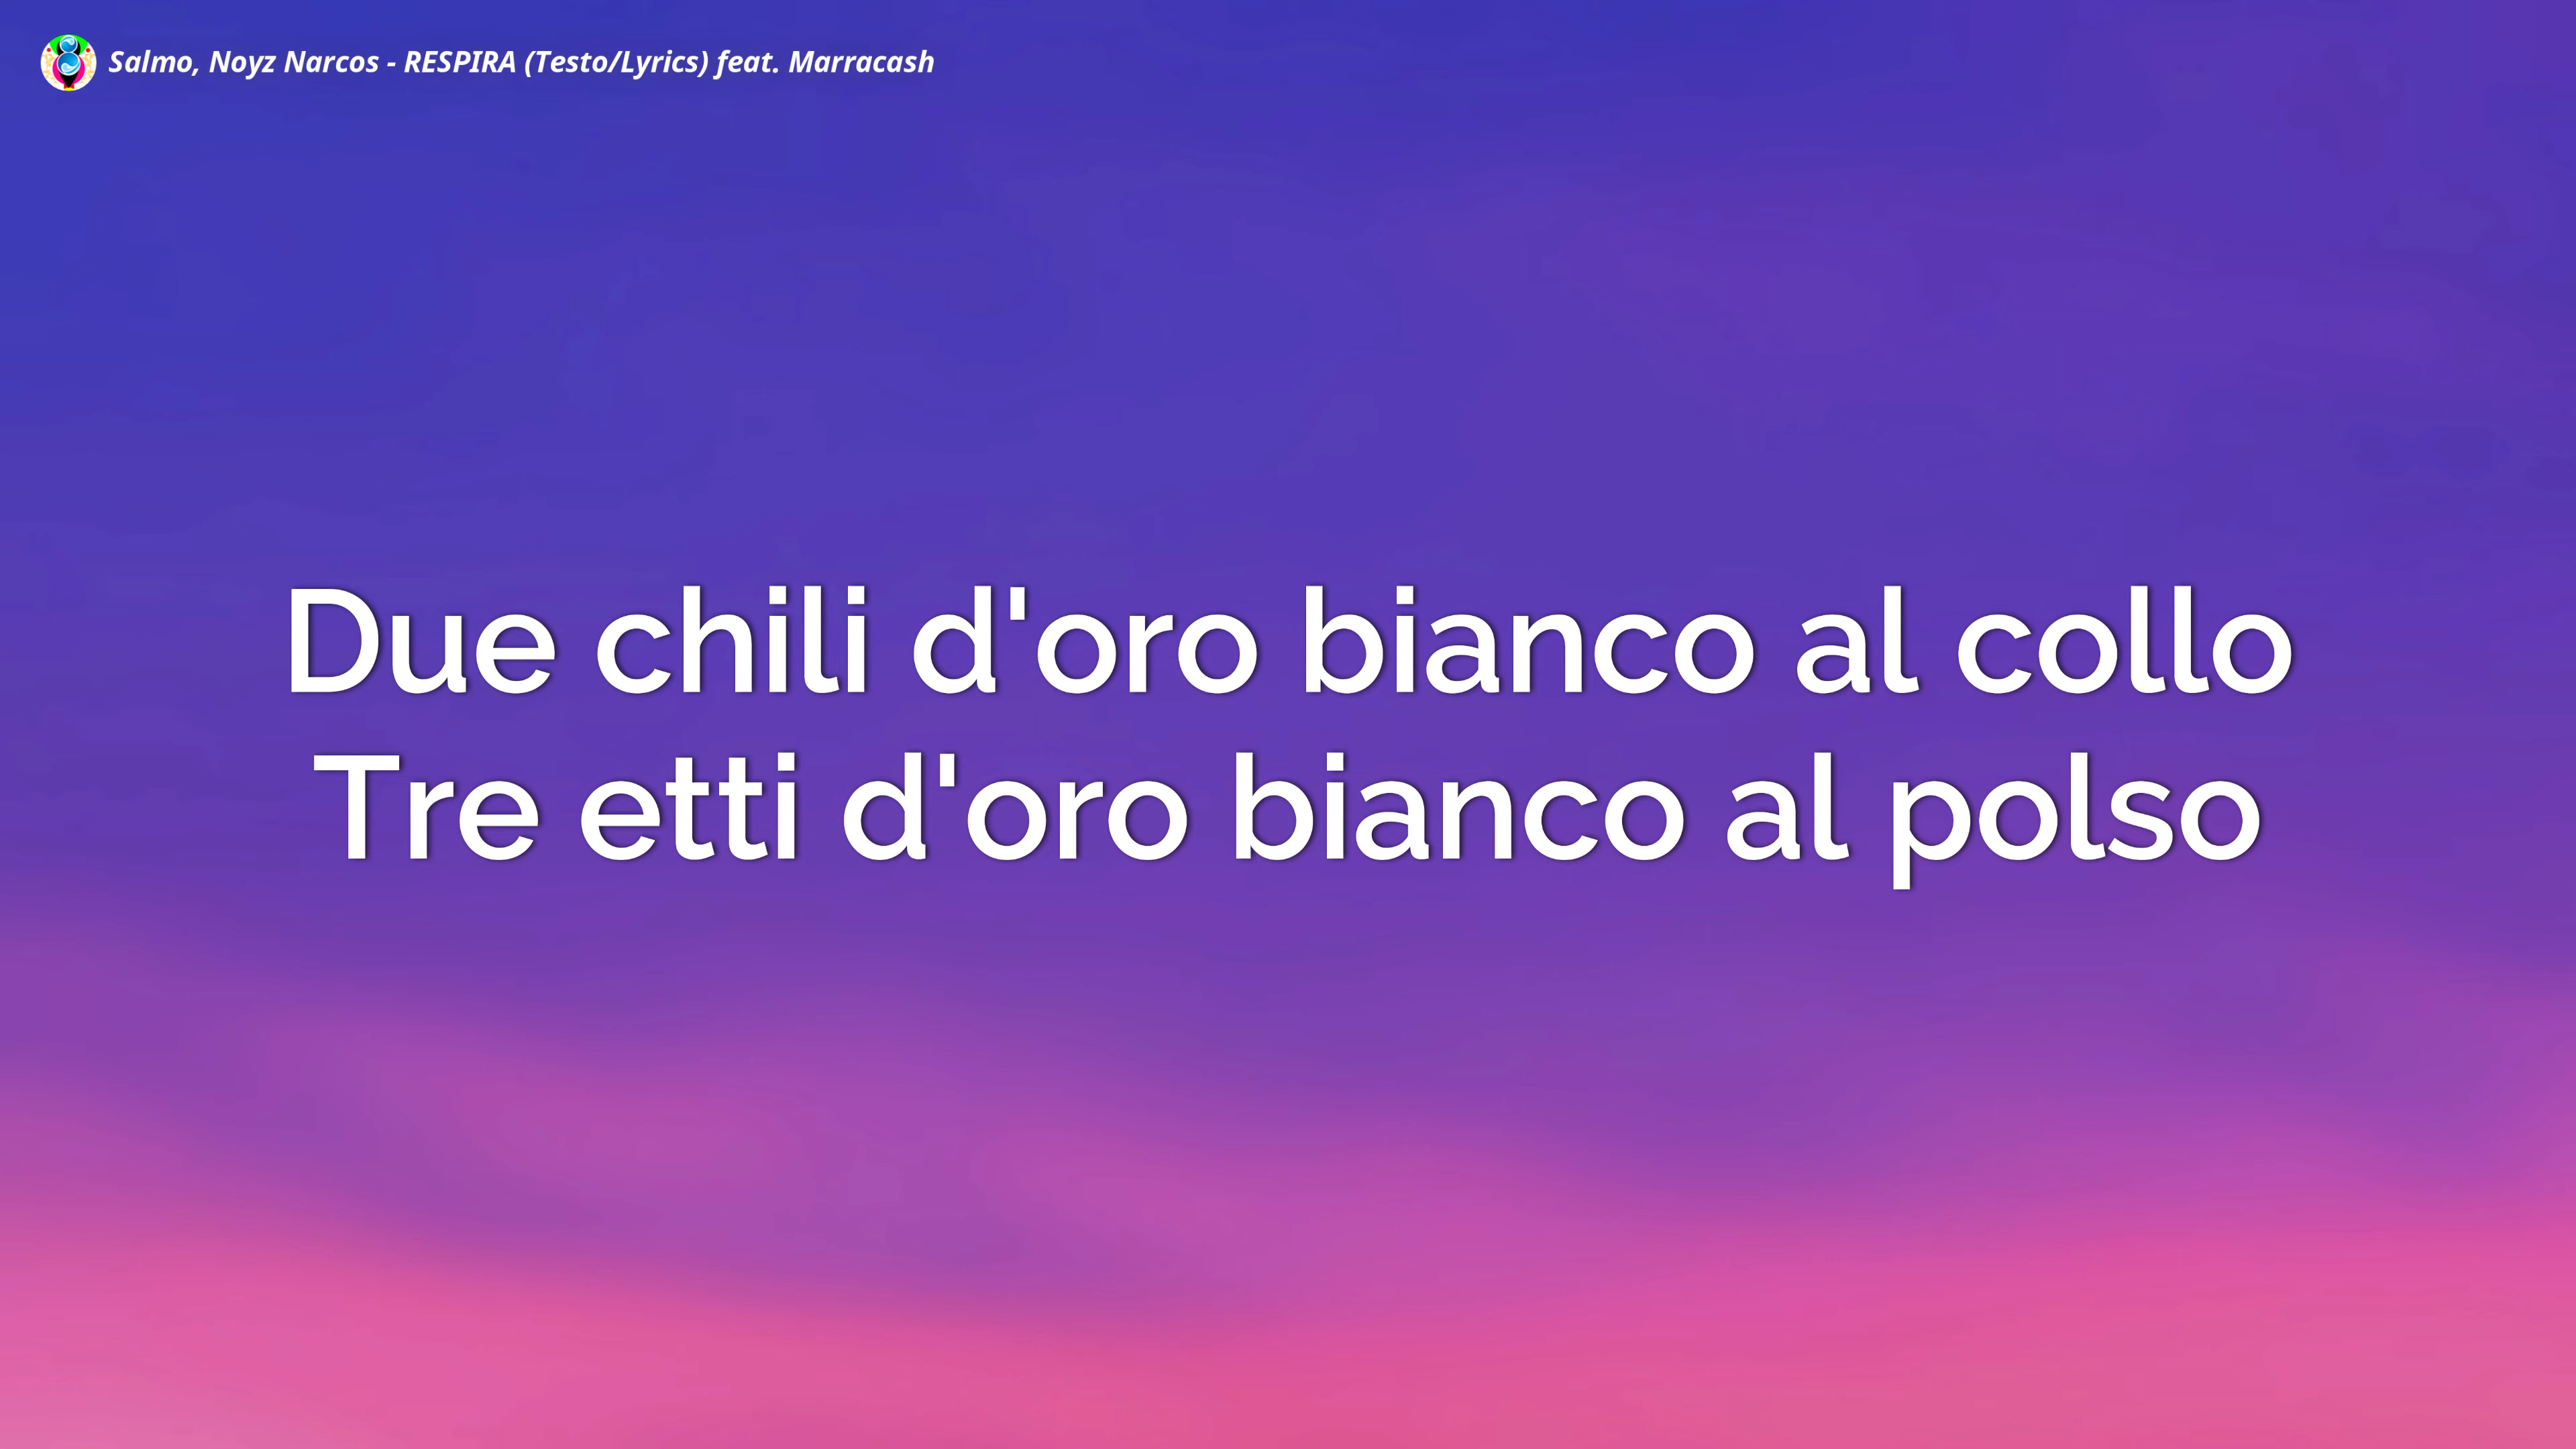 Salmo, Noyz Narcos - RESPIRA (Testo/Lyrics) feat. Marracash
Due chili d'oro bianco al collo
Tre etti d'oro bianco al polso